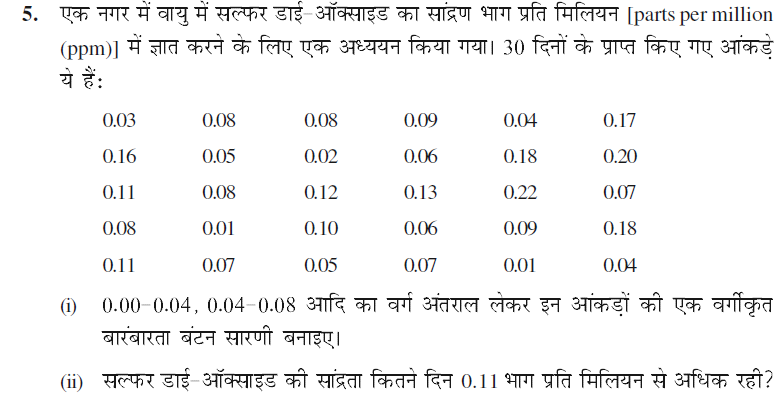 5. एक नगर में वायु में सल्फर डाई-ऑक्साइड का सांद्रण भाग प्रति मिलियन [parts per million
(ppm)] में ज्ञात करने के लिए एक अध्ययन किया गया। 30 दिनों के प्राप्त किए गए आंकड़े
ये हैं:
0.03 0.08 0.08 0.09 0.04 0.17
0.16 0.05 0.02 0.06 0.18 0.20
0.11 0.08 0.12 0.13 0.22 0.07
0.08 0.01 0.10 0.06 0.09 0.18
0.11 0.07 0.05 0.07 0.01 0.04
(i) 0.00-0.04, 0.04-0.08 आदि का वर्ग अंतराल लेकर इन आंकड़ों की एक वर्गीकृत
बारंबारता बंटन सारणी बनाइए।
(ii) सल्फर डाई-ऑक्साइड की सांद्रता कितने दिन 0.11 भाग प्रति मिलियन से अधिक रही?